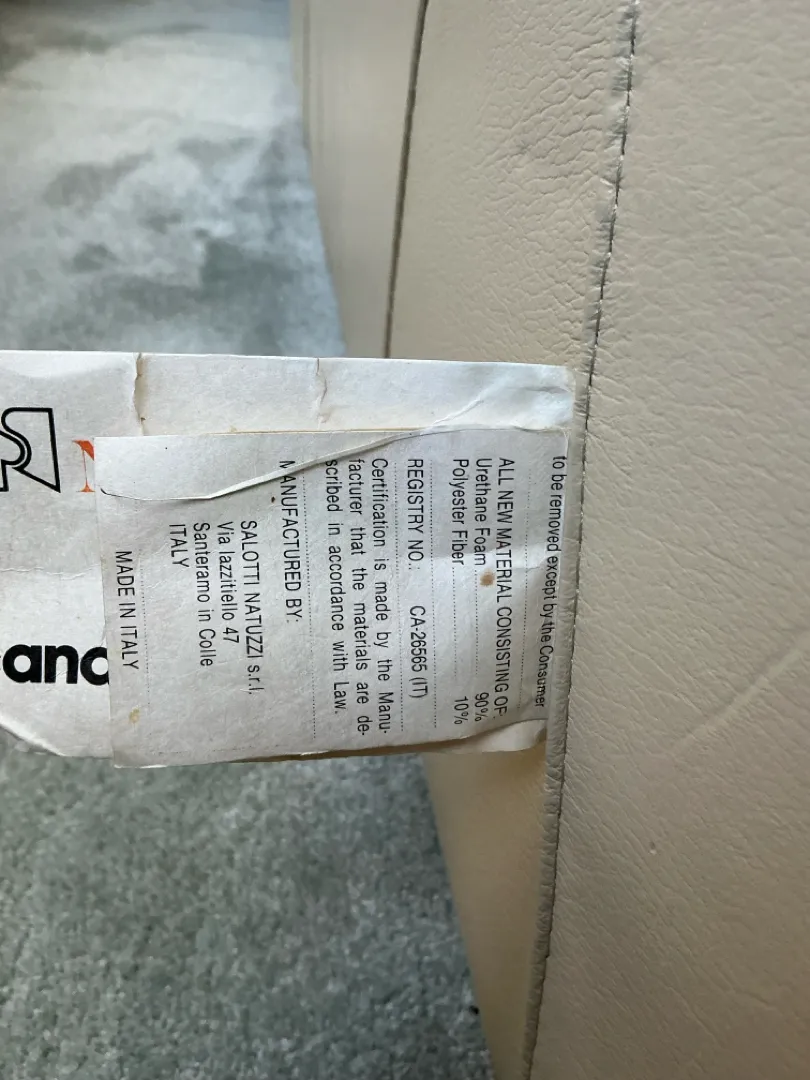 to be removed except by the Consumer
ALL NEW MATERIAL CONSISTING OF
Urethane Foam 90%
Polyester Fiber 10%
REGISTRY NO.: CA-26565 (IT)
Certification is made by the Manu-
facturer that the materials are de-
scribed in accordance with Law.
MANUFACTURED BY:
SALOTTI NATUZZI s.r.l.
Via Iazzitiello 47
Santeramo in Colle
ITALY
MADE IN ITALY